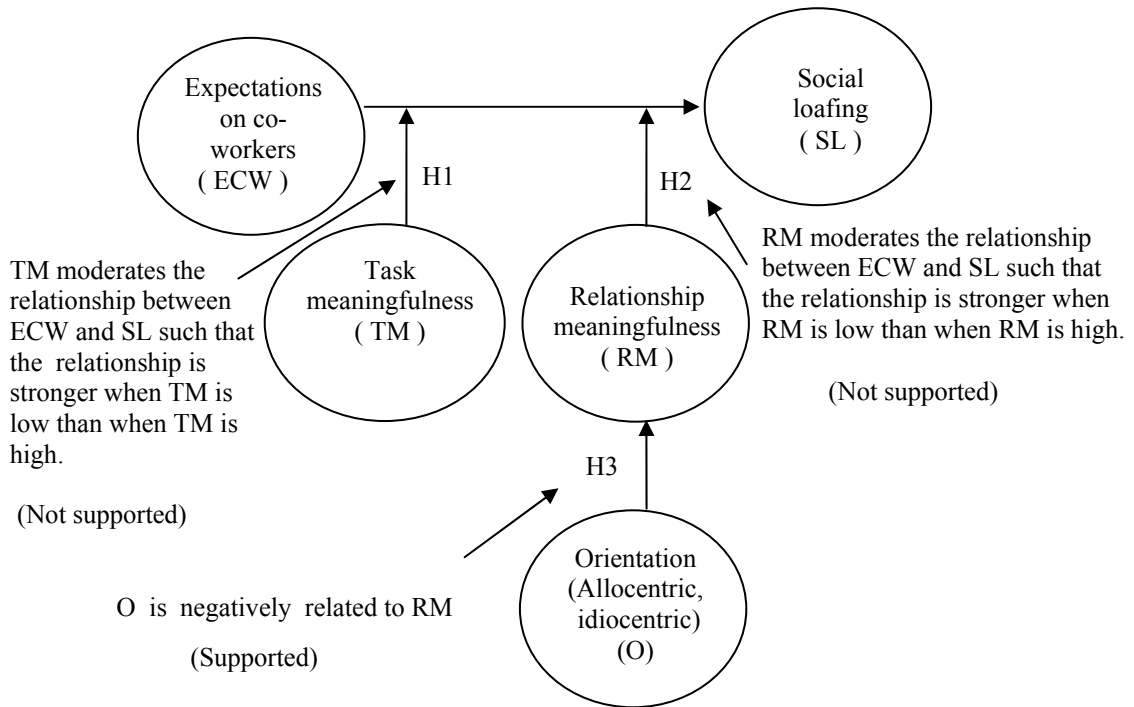 Expectations
on co-
workers
( ECW )
Social
loafing
( SL )
H1
H2
TM moderates the
relationship between
ECW and SL such that
the  relationship is
stronger when TM is
low than when TM is
high.
(Not supported)
Task
meaningfulness
( TM )
Relationship
meaningfulness
( RM )
RM moderates the relationship
between ECW and SL such that
the relationship is stronger when
RM is low than when RM is high.
(Not supported)
H3
O  is  negatively  related to RM
(Supported)
Orientation
(Allocentric,
idiocentric)
(O)